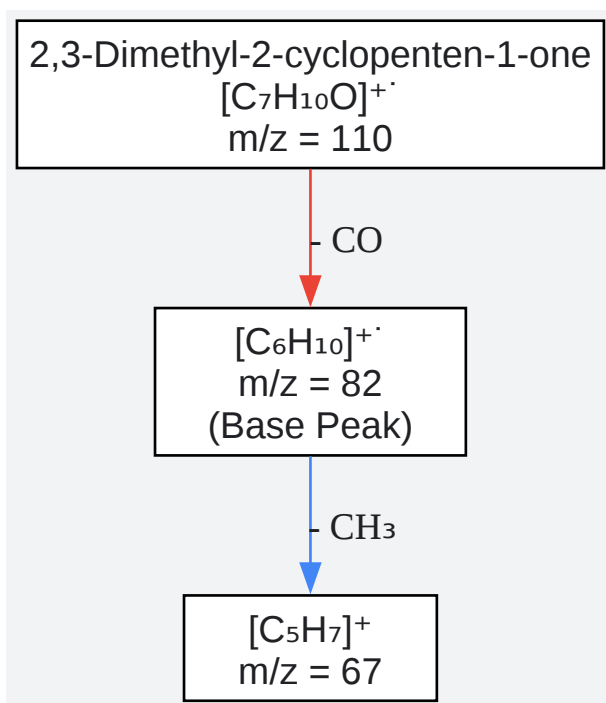 2,3-Dimethyl-2-cyclopenten-1-one
[C₇H₁₀O]⁺˙
m/z = 110
- CO
[C₆H₁₀]⁺˙
m/z = 82
(Base Peak)
- CH₃
[C₅H₇]⁺
m/z = 67